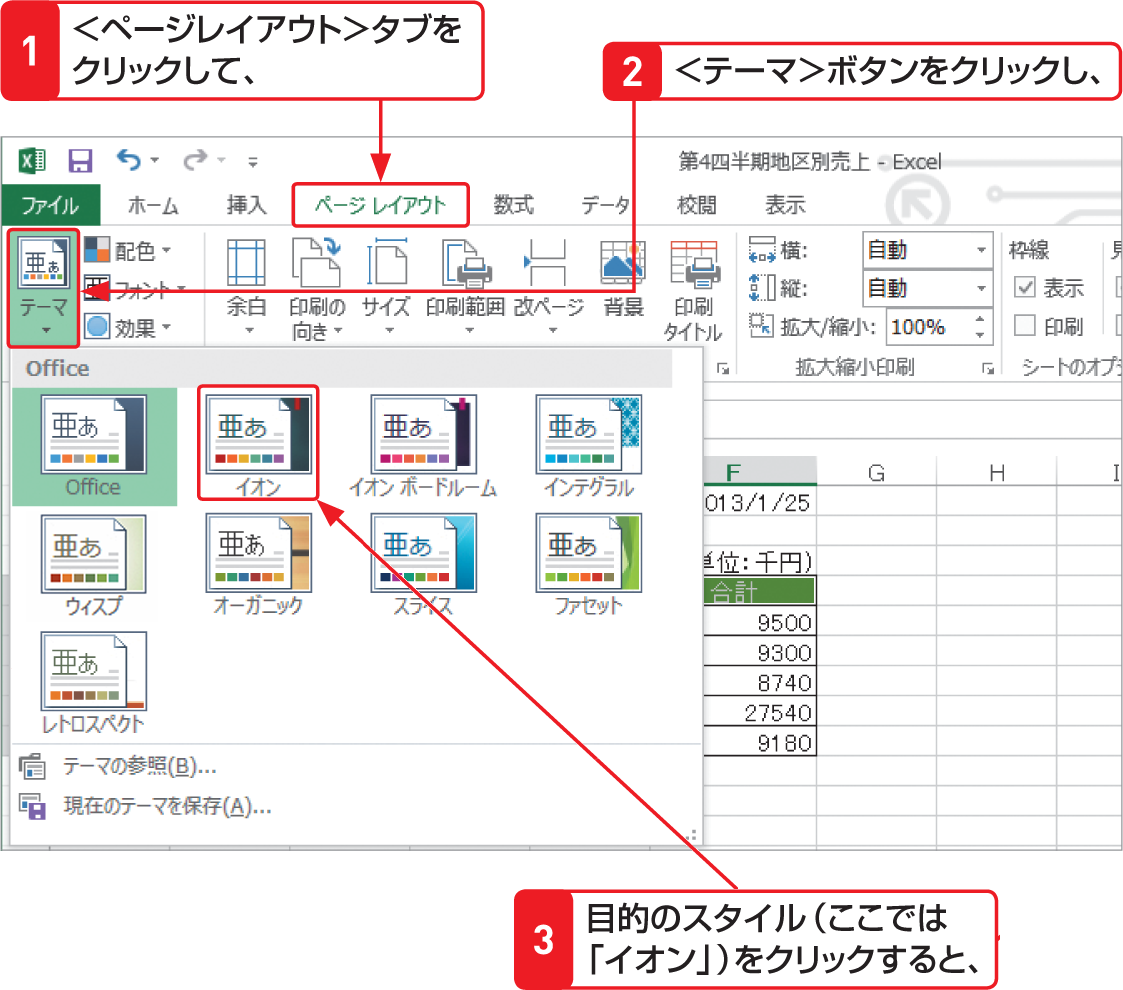 1
＜ページレイアウト＞タブを
クリックして、
2
＜テーマ＞ボタンをクリックし、
第4四半期地区別売上 - Excel
ファイル ホーム 挿入 ページ レイアウト 数式 データ 校閲 表示
亜あ
テーマ
配色
フォント
効果
余白
印刷の
向き
サイズ
印刷範囲
改ページ
背景
印刷
タイトル
横: 自動
縦: 自動
拡大/縮小: 100%
拡大縮小印刷
枠線
表示
印刷
シートのオプ
Office
亜あ 亜あ 亜あ 亜あ
Office イオン イオン ボードルーム インテグラル
亜あ 亜あ 亜あ 亜あ
ウィスプ オーガニック スライス ファセット
亜あ
レトロスペクト
テーマの参照(B)...
現在のテーマを保存(A)...
F G H I
013/1/25
単位: 千円)
合計
9500
9300
8740
27540
9180
3
目的のスタイル（ここでは
「イオン」）をクリックすると、